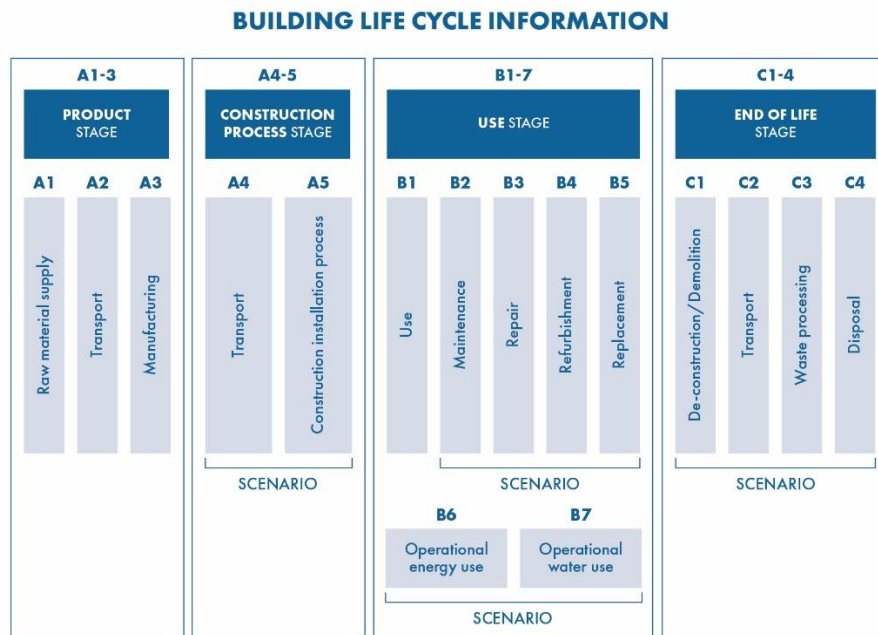 BUILDING LIFE CYCLE INFORMATION
A1-3
PRODUCT
STAGE
A1
A2
A3
Raw material supply
Transport
Manufacturing
A4-5
CONSTRUCTION
PROCESS STAGE
A4
A5
Transport
Construction installation process
SCENARIO
B1-7
USE STAGE
B1
B2
B3
B4
B5
Use
Maintenance
Repair
Refurbishment
Replacement
SCENARIO
B6
B7
Operational
energy use
Operational
water use
SCENARIO
C1-4
END OF LIFE
STAGE
C1
C2
C3
C4
De-construction/Demolition
Transport
Waste processing
Disposal
SCENARIO